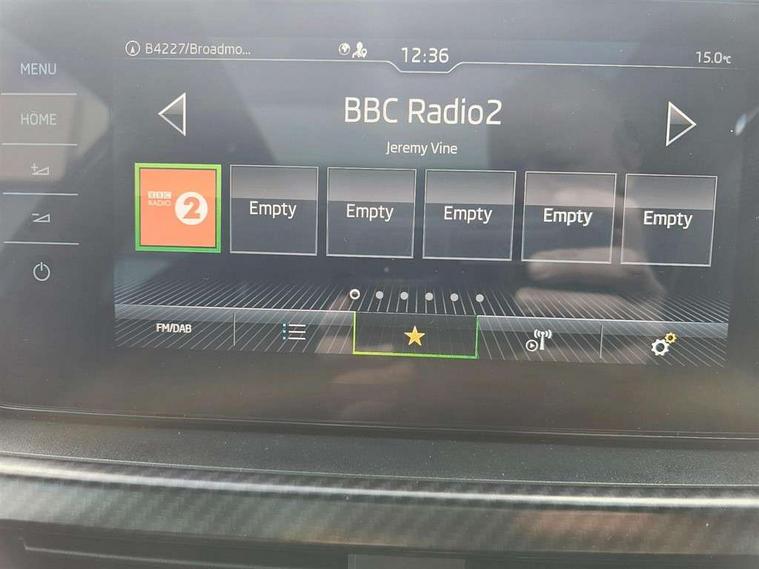 B4227/Broadmo...
12:36
15.0°C
MENU
HOME
BBC Radio2
Jeremy Vine
BBC
RADIO
2
Empty
Empty
Empty
Empty
Empty
FM/DAB